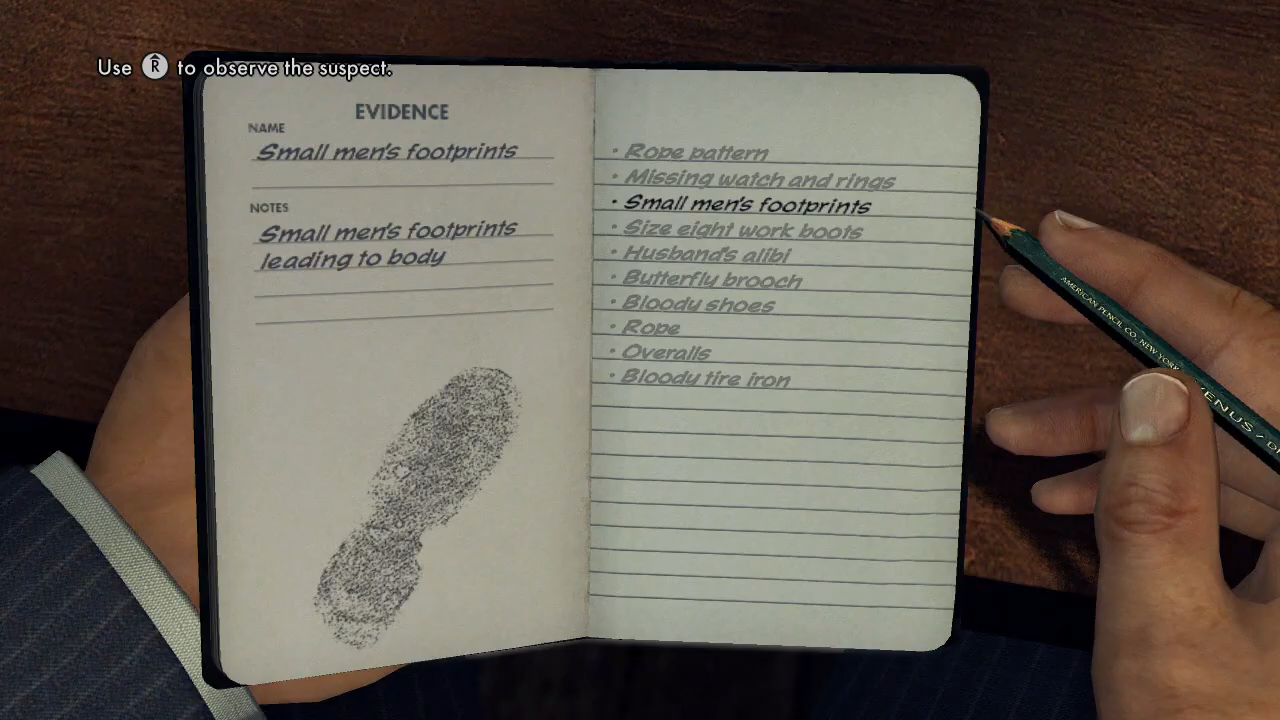 Use R to observe the suspect.
EVIDENCE
NAME
Small men's footprints
NOTES
Small men's footprints
leading to body
• Rope pattern
• Missing watch and rings
• Small men's footprints
• Size eight work boots
• Husband's alibi
• Butterfly brooch
• Bloody shoes
• Rope
• Overalls
• Bloody tire iron
AMERICAN PENCIL CO. NEW YORK
VENUS